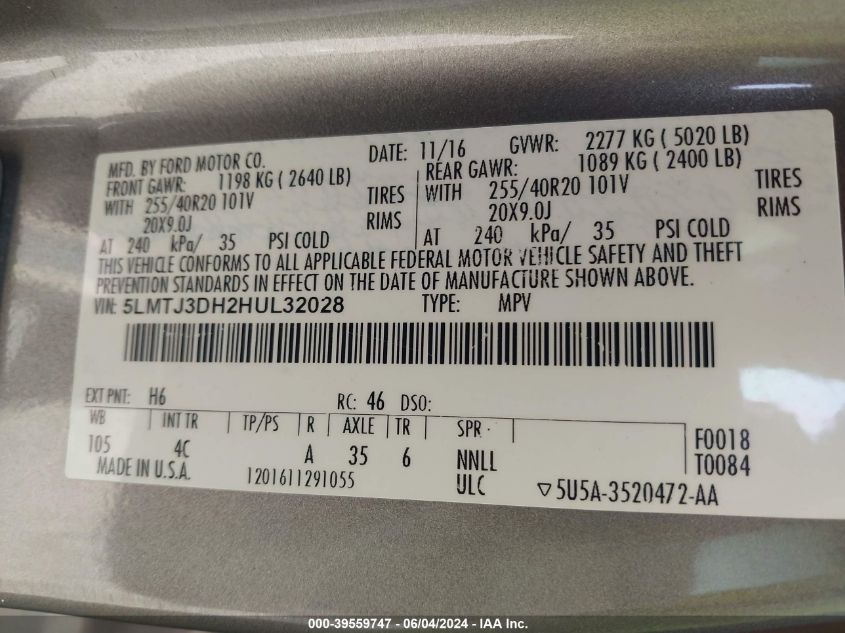 MFD. BY FORD MOTOR CO. DATE: 11/16 GVWR: 2277 KG ( 5020 LB)
FRONT GAWR: 1198 KG ( 2640 LB) REAR GAWR: 1089 KG ( 2400 LB)
WITH 255/40R20 101V TIRES WITH 255/40R20 101V TIRES
20X9.0J RIMS 20X9.0J RIMS
AT 240 kPa/ 35 PSI COLD AT 240 kPa/ 35 PSI COLD
THIS VEHICLE CONFORMS TO ALL APPLICABLE FEDERAL MOTOR VEHICLE SAFETY AND THEFT
PREVENTION STANDARDS IN EFFECT ON THE DATE OF MANUFACTURE SHOWN ABOVE.
VIN: 5LMTJ3DH2HUL32028 TYPE: MPV
EXT PNT: H6 RC: 46 DSO:
WB INT TR TP/PS R AXLE TR SPR
105 4C A 35 6 NNLL
F0018
T0084
MADE IN U.S.A. 1201611291055 ULC ▽5U5A-3520472-AA
000-39559747 - 06/04/2024 - IAA Inc.